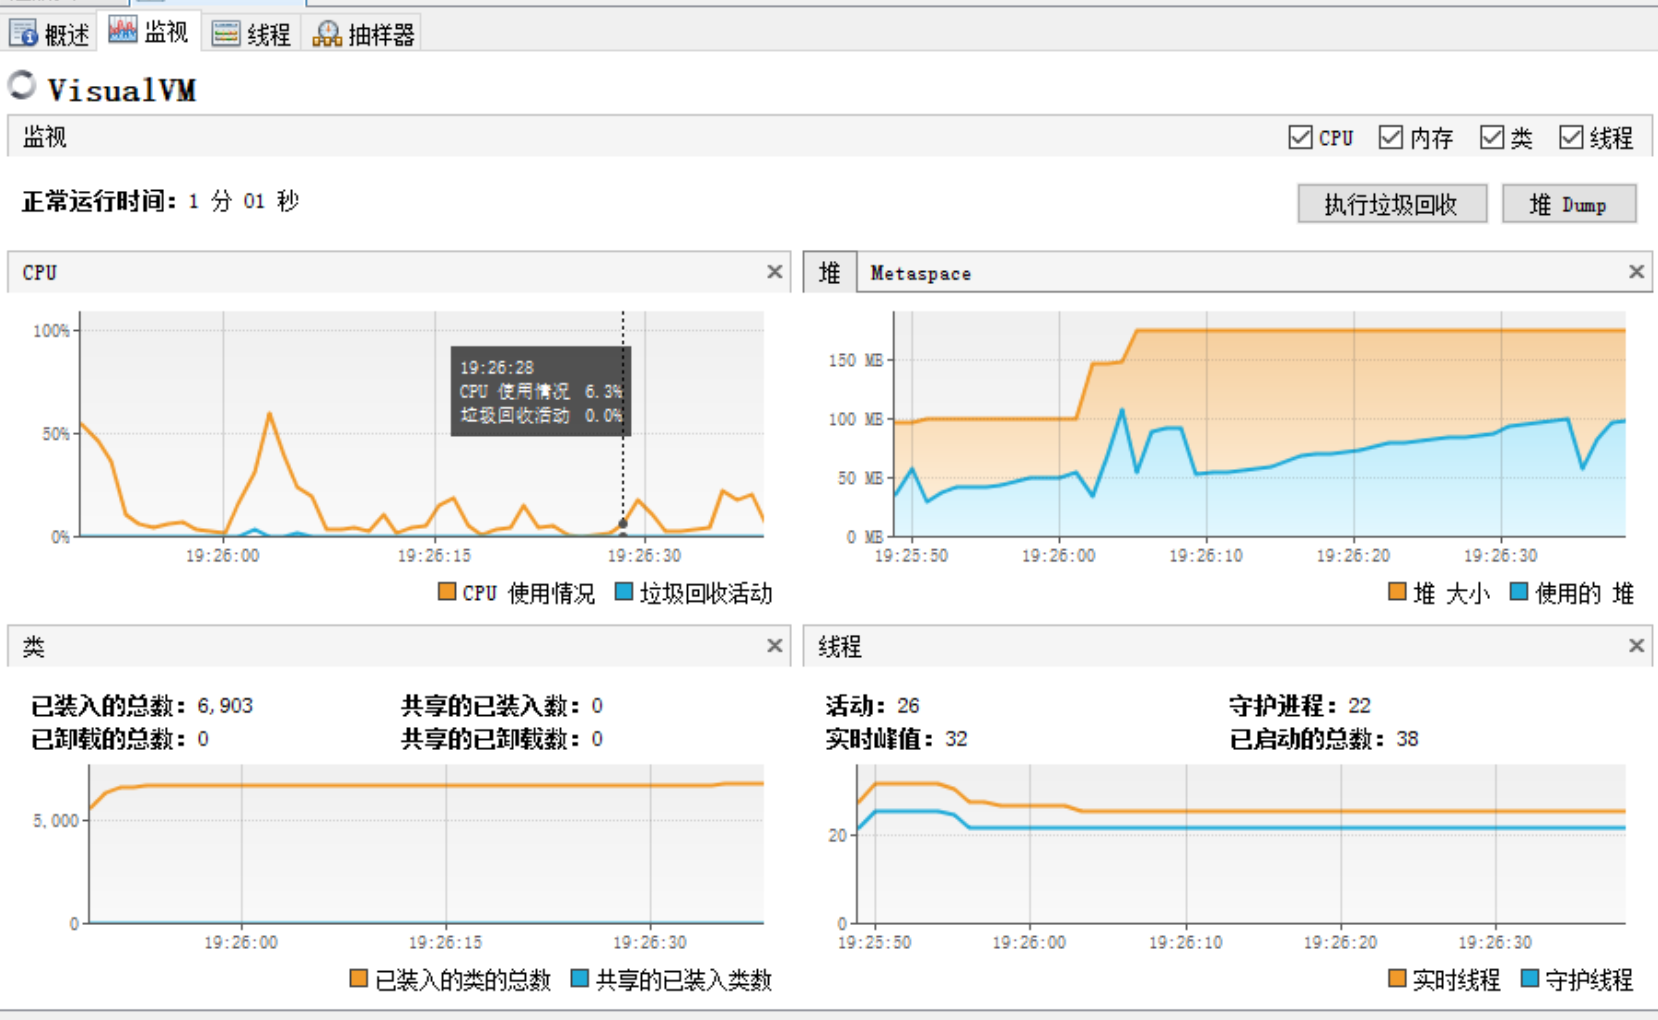 概述 监视 线程 抽样器
VisualVM
监视 CPU 内存 类 线程
正常运行时间: 1 分 01 秒 执行垃圾回收 堆 Dump
CPU
100%
50%
0%
19:26:28
CPU 使用情况 6.3%
垃圾回收活动 0.0%
19:26:00 19:26:15 19:26:30
CPU 使用情况 垃圾回收活动
堆 Metaspace
150 MB
100 MB
50 MB
0 MB
19:25:50 19:26:00 19:26:10 19:26:20 19:26:30
堆 大小 使用的 堆
类
已装入的总数: 6,903 共享的已装入数: 0
已卸载的总数: 0 共享的已卸载数: 0
5,000
0
19:26:00 19:26:15 19:26:30
已装入的类的总数 共享的已装入类数
线程
活动: 26 守护进程: 22
实时峰值: 32 已启动的总数: 38
20
0
19:25:50 19:26:00 19:26:10 19:26:20 19:26:30
实时线程 守护线程